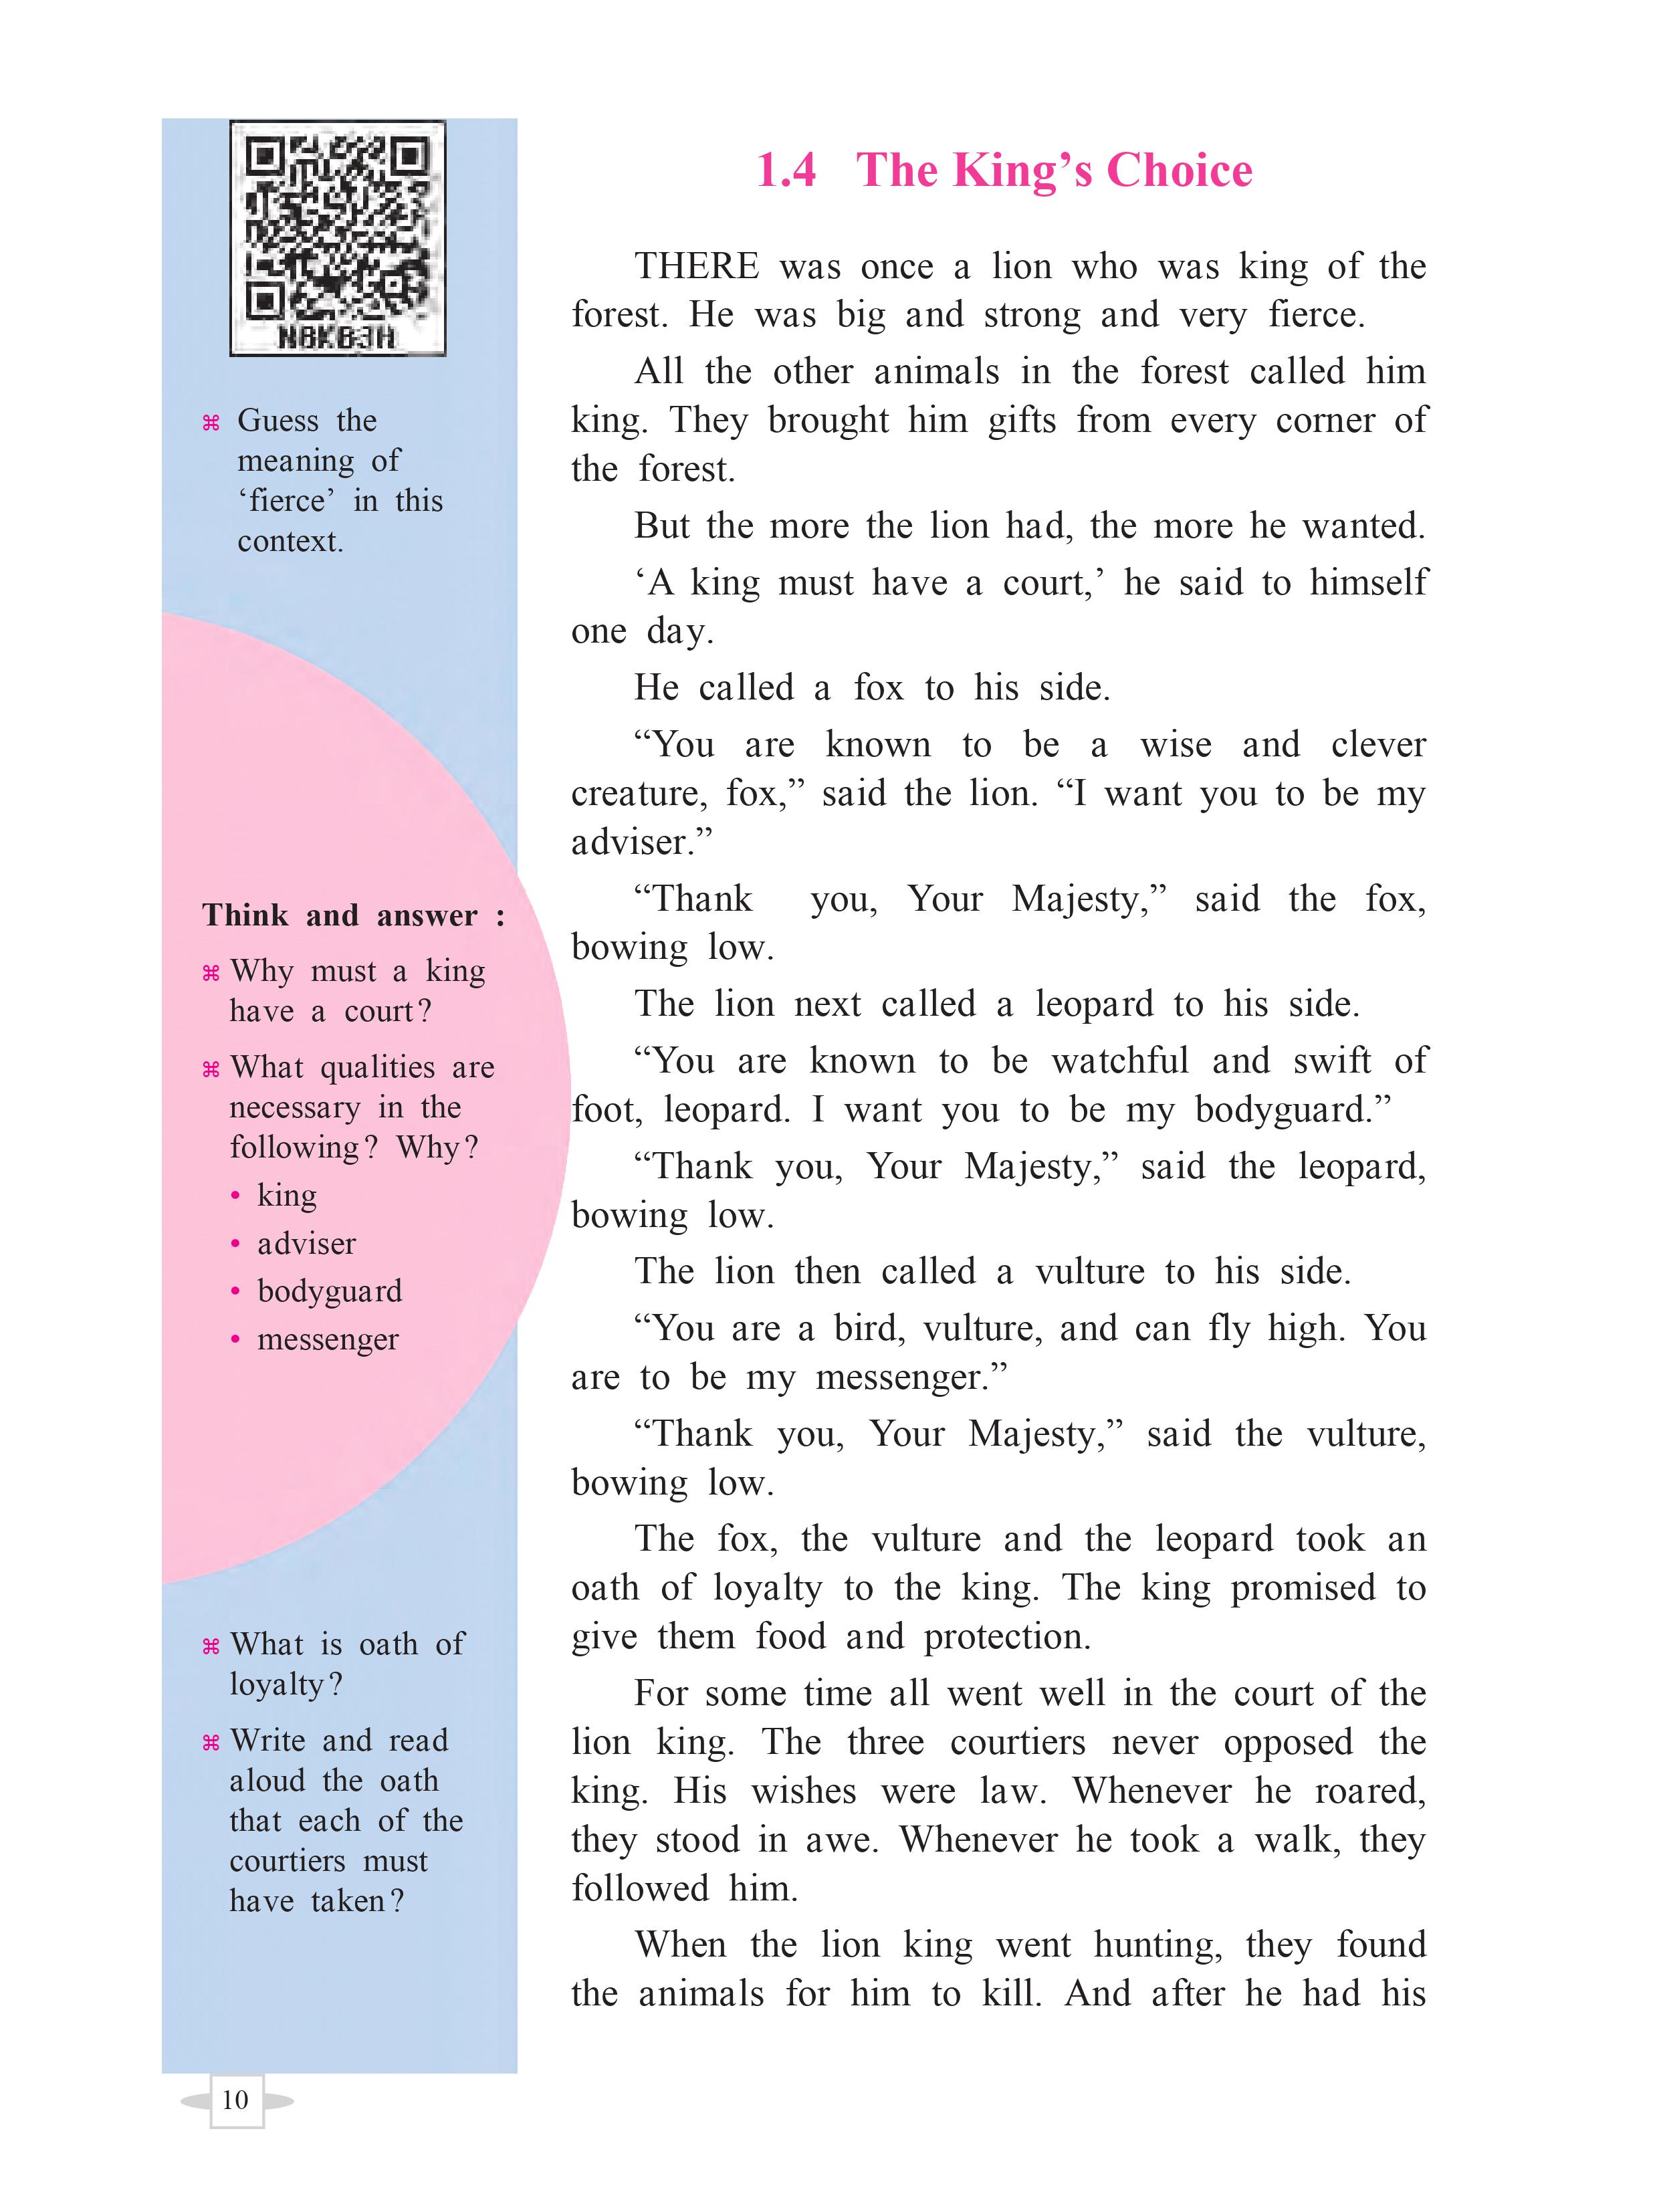 N8KB3H
⌘ Guess the
meaning of
‘fierce’ in this
context.
Think and answer :
⌘ Why must a king
have a court?
⌘ What qualities are
necessary in the
following? Why?
• king
• adviser
• bodyguard
• messenger
⌘ What is oath of
loyalty?
⌘ Write and read
aloud the oath
that each of the
courtiers must
have taken?
1.4 The King’s Choice
THERE was once a lion who was king of the
forest. He was big and strong and very fierce.
All the other animals in the forest called him
king. They brought him gifts from every corner of
the forest.
But the more the lion had, the more he wanted.
‘A king must have a court,’ he said to himself
one day.
He called a fox to his side.
“You are known to be a wise and clever
creature, fox,” said the lion. “I want you to be my
adviser.”
“Thank you, Your Majesty,” said the fox,
bowing low.
The lion next called a leopard to his side.
“You are known to be watchful and swift of
foot, leopard. I want you to be my bodyguard.”
“Thank you, Your Majesty,” said the leopard,
bowing low.
The lion then called a vulture to his side.
“You are a bird, vulture, and can fly high. You
are to be my messenger.”
“Thank you, Your Majesty,” said the vulture,
bowing low.
The fox, the vulture and the leopard took an
oath of loyalty to the king. The king promised to
give them food and protection.
For some time all went well in the court of the
lion king. The three courtiers never opposed the
king. His wishes were law. Whenever he roared,
they stood in awe. Whenever he took a walk, they
followed him.
When the lion king went hunting, they found
the animals for him to kill. And after he had his
10